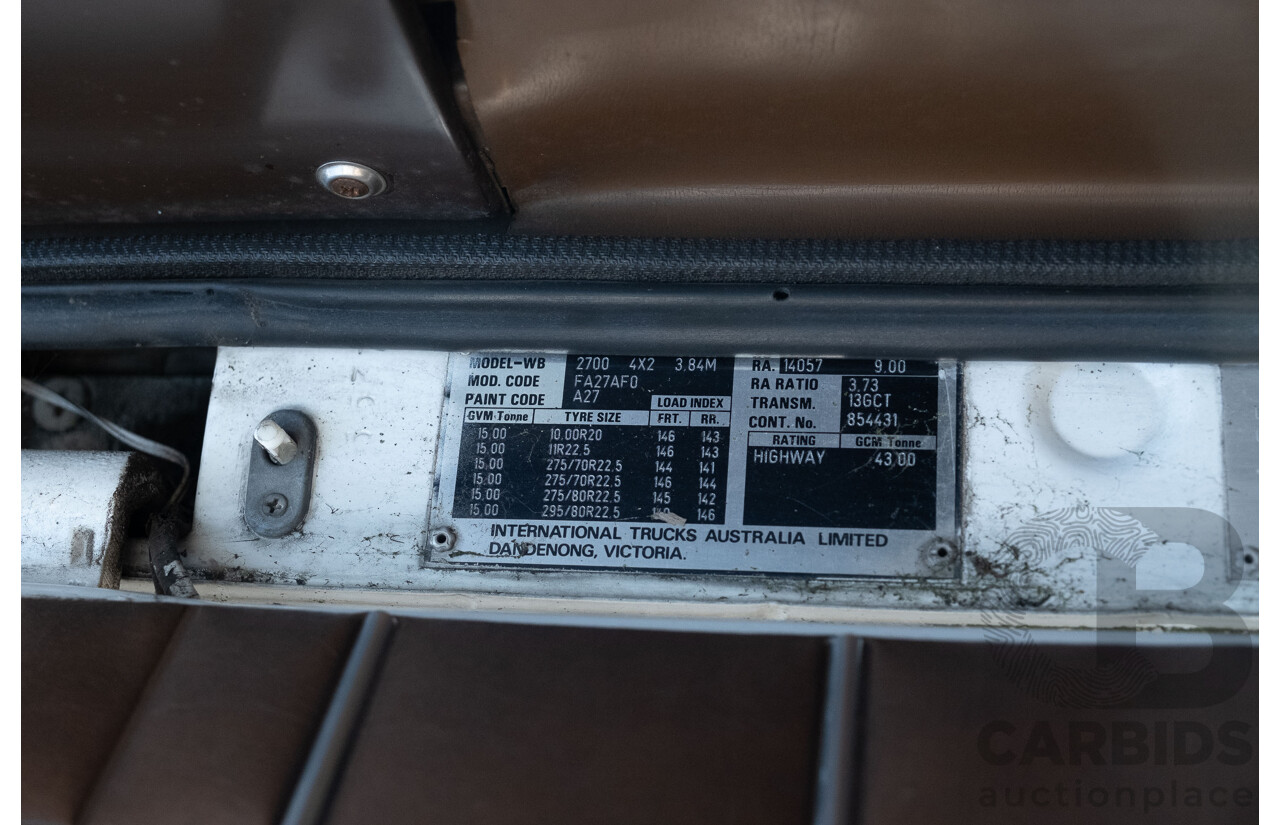 MODEL-WB 2700 4X2 3.84M
MOD. CODE FA27AF0
PAINT CODE A27
LOAD INDEX
GVM Tonne TYRE SIZE FRT. RR.
15.00 10.00R20 146 143
15.00 11R22.5 146 143
15.00 275/70R22.5 144 141
15.00 275/70R22.5 146 144
15.00 275/80R22.5 145 142
15.00 295/80R22.5 146
RA. 14057 9.00
RA RATIO 3.73
TRANSM. 13GCT
CONT. No. 854431
RATING GCM Tonne
HIGHWAY 43.00
INTERNATIONAL TRUCKS AUSTRALIA LIMITED
DANDENONG, VICTORIA.
CARBIDS
auctionplace